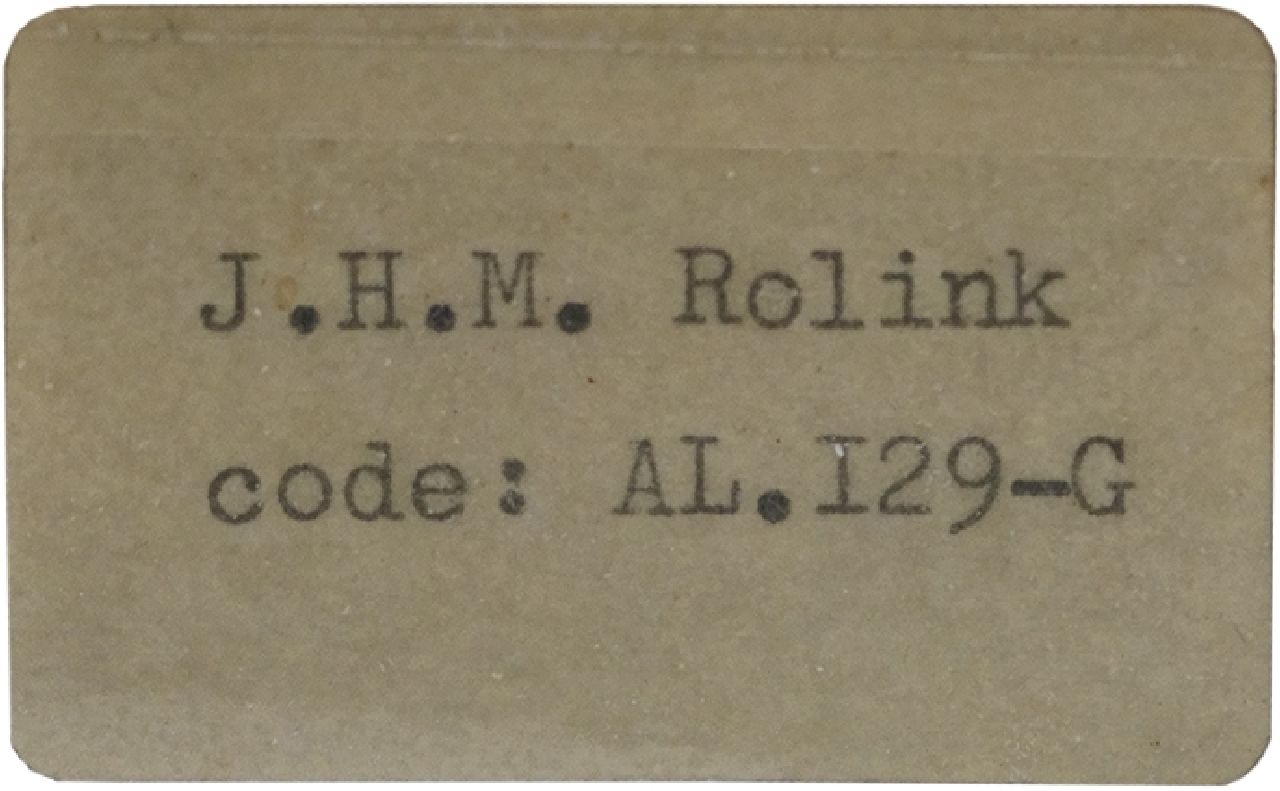 J.H.M. Rolink
code: AL.I29-G